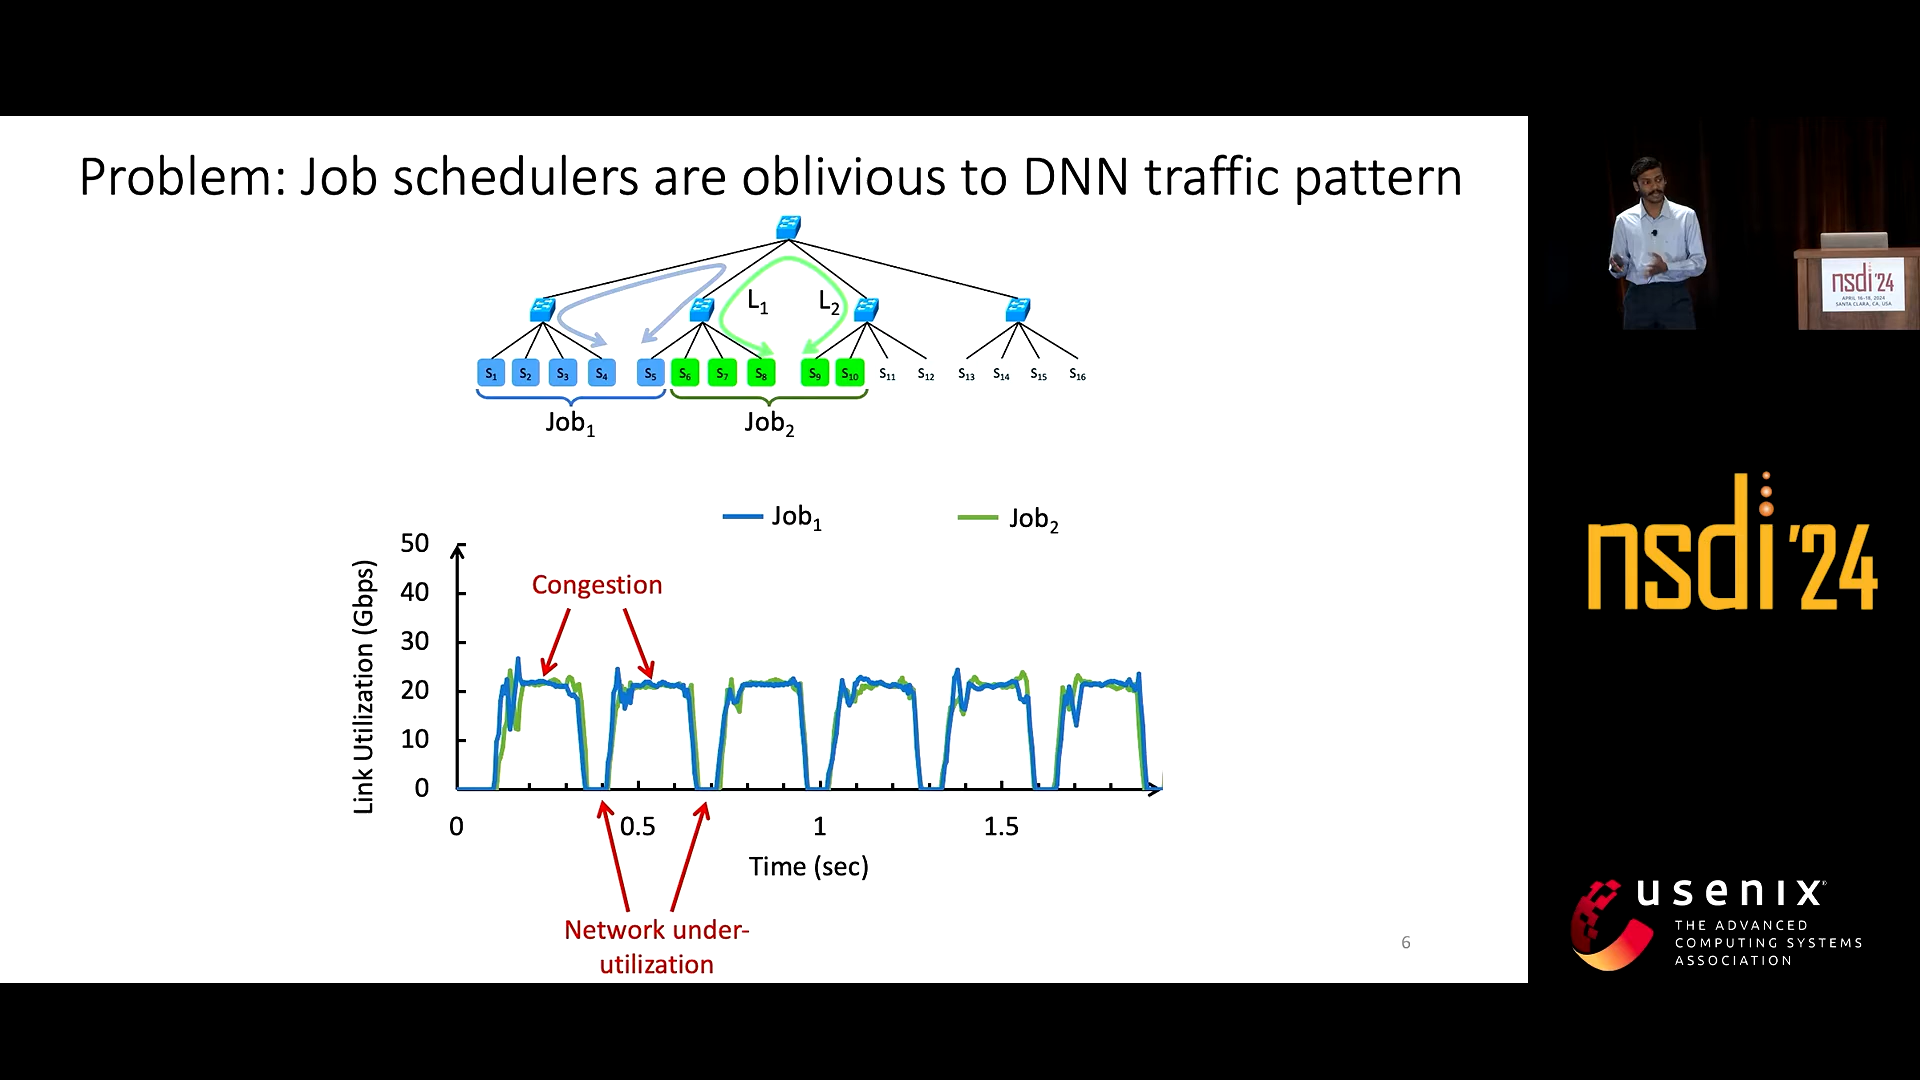 Problem: Job schedulers are oblivious to DNN traffic pattern
L1 L2
S1 S2 S3 S4 S5 S6 S7 S8 S9 S10 S11 S12 S13 S14 S15 S16
Job1 Job2
Job1 Job2
50
40
30
20
10
0
Link Utilization (Gbps)
Congestion
0 0.5 1 1.5
Time (sec)
Network under-
utilization
6
nsdi'24
APRIL 16–18, 2024
SANTA CLARA, CA, USA
nsdi'24
usenix®
THE ADVANCED
COMPUTING SYSTEMS
ASSOCIATION